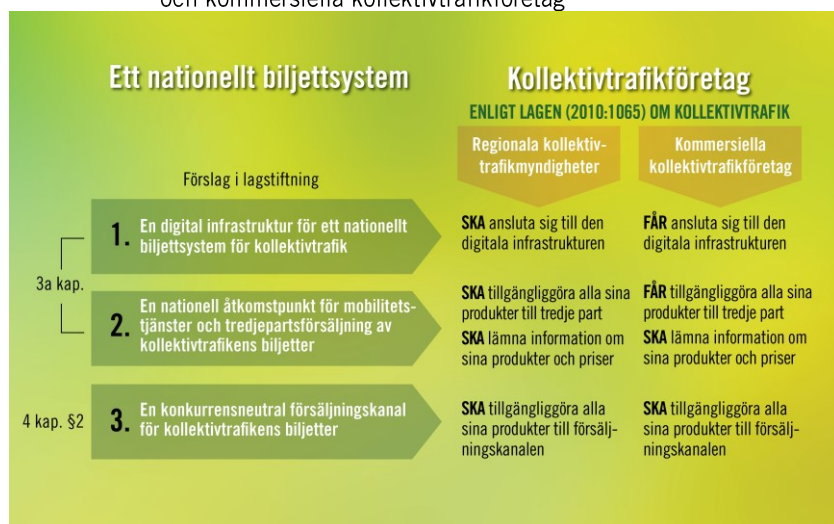 och kommersiella kollektivtrafikföretag
Ett nationellt biljettsystem
Kollektivtrafikföretag
ENLIGT LAGEN (2010:1065) OM KOLLEKTIVTRAFIK
Regionala kollektiv-
trafikmyndigheter
Kommersiella
kollektivtrafikföretag
Förslag i lagstiftning
3a kap.
1. En digital infrastruktur för ett nationellt
biljettsystem för kollektivtrafik
SKA ansluta sig till den
digitala infrastrukturen
FÅR ansluta sig till den
digitala infrastrukturen
2. En nationell åtkomstpunkt för mobilitets-
tjänster och tredjepartsförsäljning av
kollektivtrafikens biljetter
SKA tillgängliggöra alla sina
produkter till tredje part
SKA lämna information om
sina produkter och priser
FÅR tillgängliggöra alla sina
produkter till tredje part
SKA lämna information om
sina produkter och priser
4 kap. §2
3. En konkurrensneutral försäljningskanal
för kollektivtrafikens biljetter
SKA tillgängliggöra alla
sina produkter till försälj-
ningskanalen
SKA tillgängliggöra alla
sina produkter till försälj-
ningskanalen